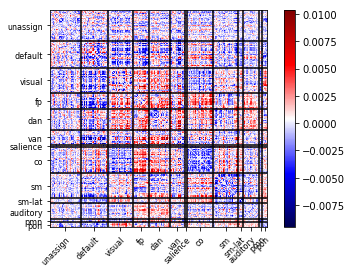 unassign
default
visual
fp
dan
van
salience
co
sm
sm-lat
auditory
pmn
pon
unassign
default
visual
fp
dan
van
salience
co
sm
sm-lat
auditory
0.0100
0.0075
0.0050
0.0025
0.0000
−0.0025
−0.0050
−0.0075